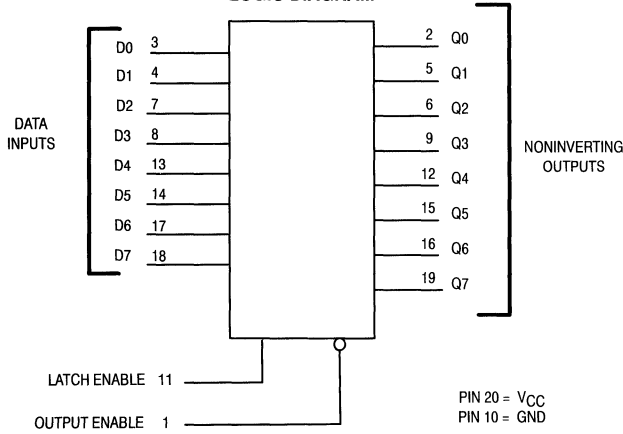 LOGIC DIAGRAM
D0 3
D1 4
D2 7
D3 8
D4 13
D5 14
D6 17
D7 18
DATA
INPUTS
2 Q0
5 Q1
6 Q2
9 Q3
12 Q4
15 Q5
16 Q6
19 Q7
NONINVERTING
OUTPUTS
LATCH ENABLE 11
OUTPUT ENABLE 1
PIN 20 = VCC
PIN 10 = GND